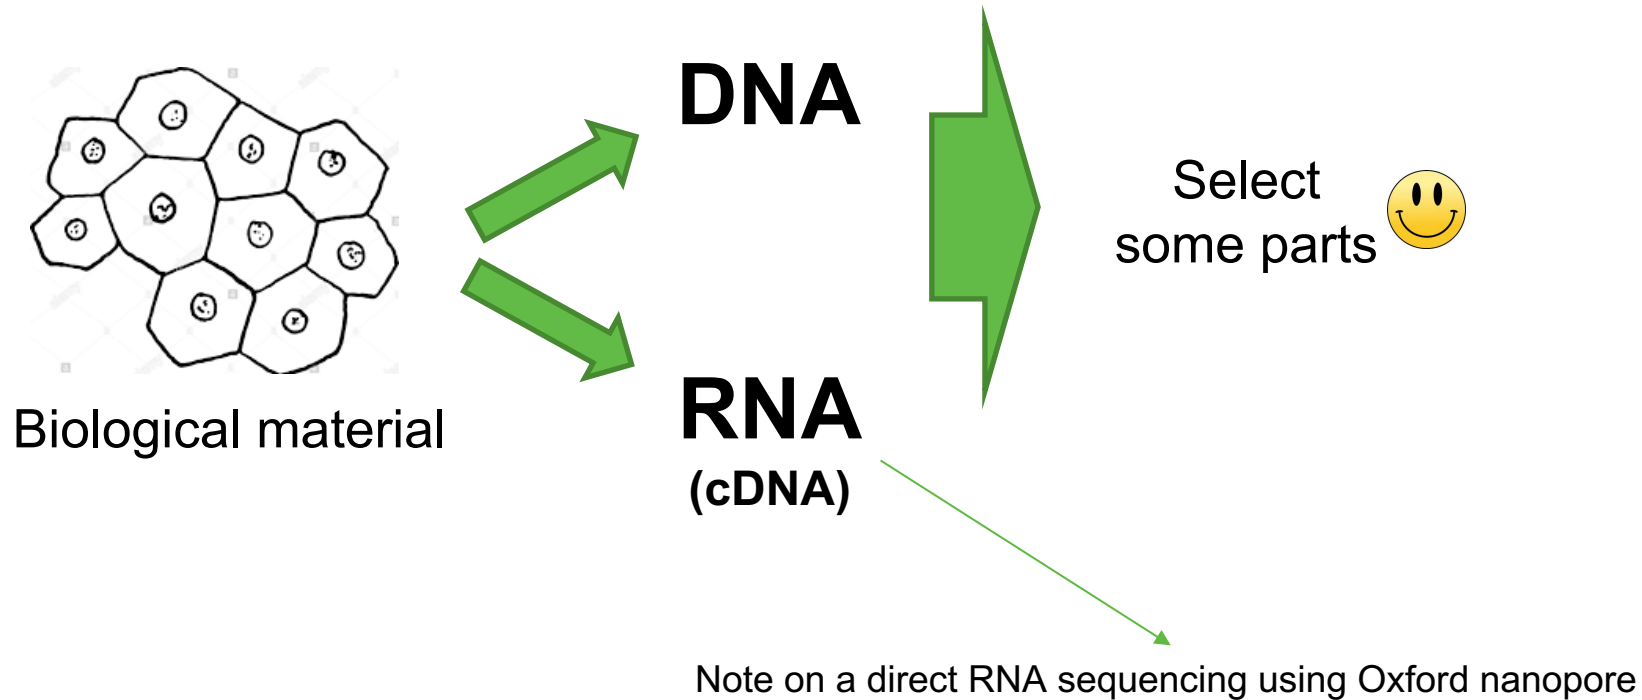 DNA
Select
some parts
Biological material
RNA
(cDNA)
Note on a direct RNA sequencing using Oxford nanopore